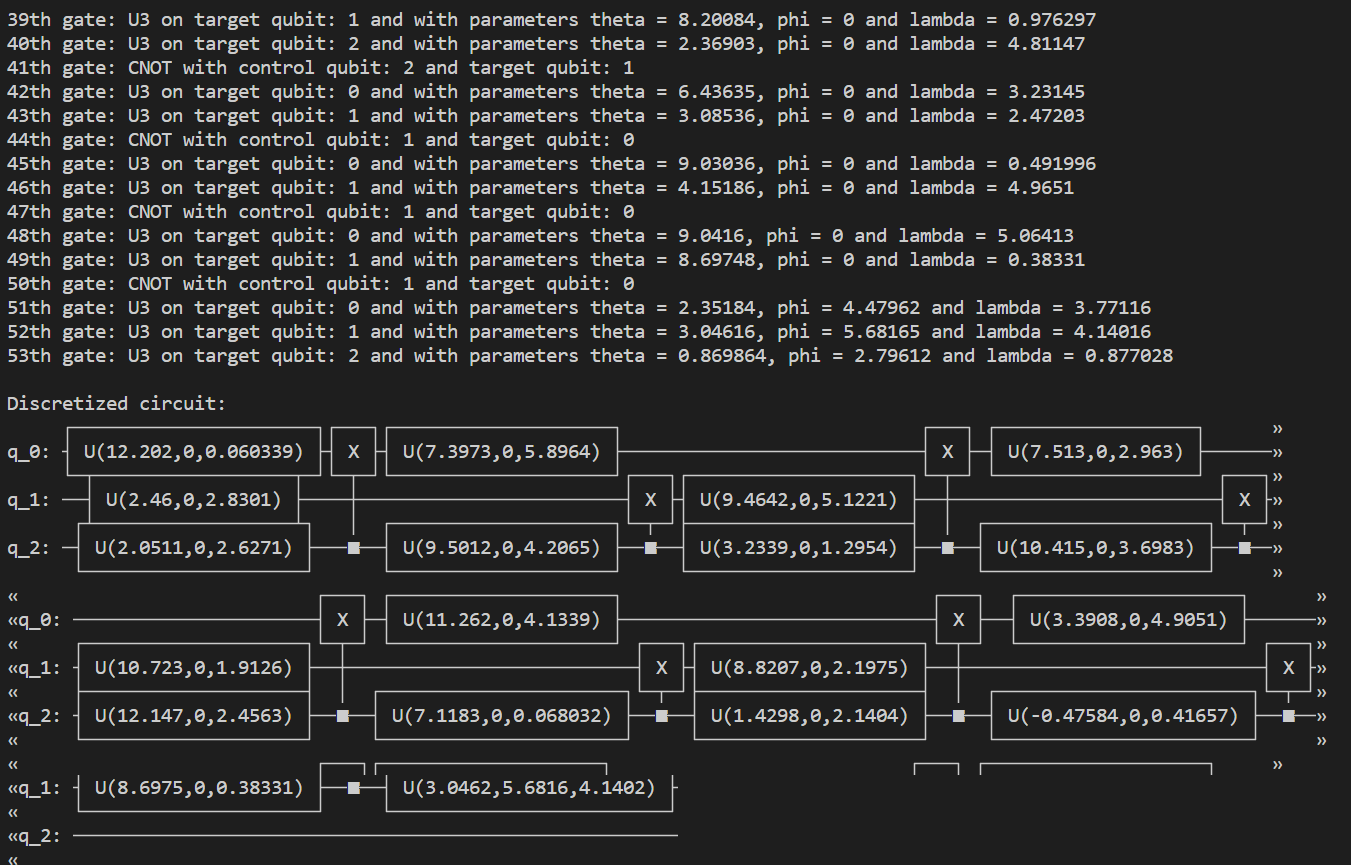 39th gate: U3 on target qubit: 1 and with parameters theta = 8.20084, phi = 0 and lambda = 0.976297
40th gate: U3 on target qubit: 2 and with parameters theta = 2.36903, phi = 0 and lambda = 4.81147
41th gate: CNOT with control qubit: 2 and target qubit: 1
42th gate: U3 on target qubit: 0 and with parameters theta = 6.43635, phi = 0 and lambda = 3.23145
43th gate: U3 on target qubit: 1 and with parameters theta = 3.08536, phi = 0 and lambda = 2.47203
44th gate: CNOT with control qubit: 1 and target qubit: 0
45th gate: U3 on target qubit: 0 and with parameters theta = 9.03036, phi = 0 and lambda = 0.491996
46th gate: U3 on target qubit: 1 and with parameters theta = 4.15186, phi = 0 and lambda = 4.9651
47th gate: CNOT with control qubit: 1 and target qubit: 0
48th gate: U3 on target qubit: 0 and with parameters theta = 9.0416, phi = 0 and lambda = 5.06413
49th gate: U3 on target qubit: 1 and with parameters theta = 8.69748, phi = 0 and lambda = 0.38331
50th gate: CNOT with control qubit: 1 and target qubit: 0
51th gate: U3 on target qubit: 0 and with parameters theta = 2.35184, phi = 4.47962 and lambda = 3.77116
52th gate: U3 on target qubit: 1 and with parameters theta = 3.04616, phi = 5.68165 and lambda = 4.14016
53th gate: U3 on target qubit: 2 and with parameters theta = 0.869864, phi = 2.79612 and lambda = 0.877028
Discretized circuit:
»
q_0: U(12.202,0,0.060339) X U(7.3973,0,5.8964) X U(7.513,0,2.963) »
»
q_1: U(2.46,0,2.8301) X U(9.4642,0,5.1221) X »
»
q_2: U(2.0511,0,2.6271) U(9.5012,0,4.2065) U(3.2339,0,1.2954) U(10.415,0,3.6983) »
»
« »
«q_0: X U(11.262,0,4.1339) X U(3.3908,0,4.9051) »
« »
«q_1: U(10.723,0,1.9126) X U(8.8207,0,2.1975) X »
« »
«q_2: U(12.147,0,2.4563) U(7.1183,0,0.068032) U(1.4298,0,2.1404) U(-0.47584,0,0.41657) »
« »
« »
«q_1: U(8.6975,0,0.38331) U(3.0462,5.6816,4.1402)
«
«q_2:
«